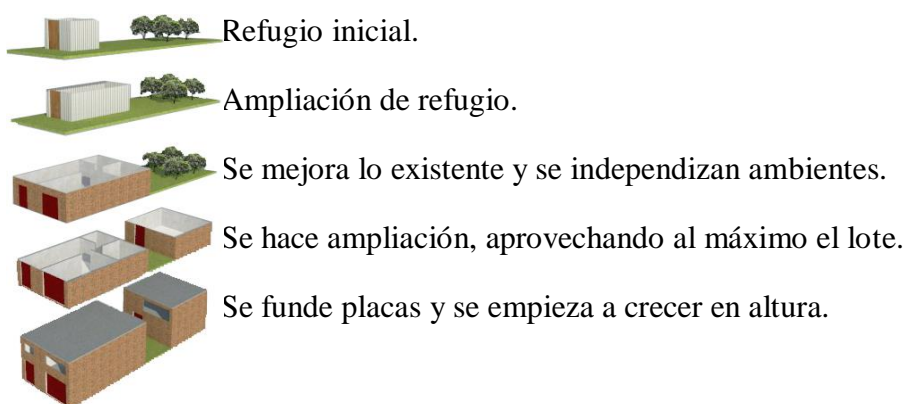 Refugio inicial.
Ampliación de refugio.
Se mejora lo existente y se independizan ambientes.
Se hace ampliación, aprovechando al máximo el lote.
Se funde placas y se empieza a crecer en altura.